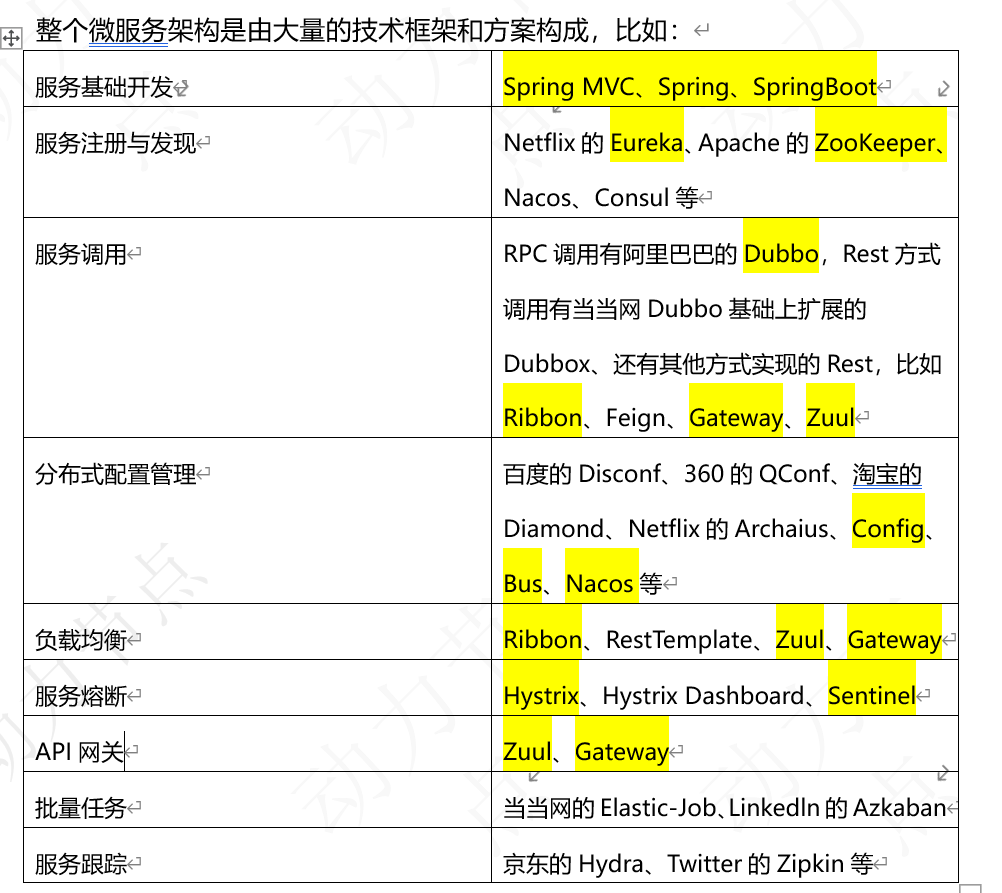 整个微服务架构是由大量的技术框架和方案构成，比如：
服务基础开发
Spring MVC、Spring、SpringBoot
服务注册与发现
Netflix 的 Eureka、Apache 的 ZooKeeper、
Nacos、Consul 等
服务调用
RPC 调用有阿里巴巴的 Dubbo，Rest 方式
调用有当当网 Dubbo 基础上扩展的
Dubbox、还有其他方式实现的 Rest，比如
Ribbon、Feign、Gateway、Zuul
分布式配置管理
百度的 Disconf、360 的 QConf、淘宝的
Diamond、Netflix 的 Archaius、Config、
Bus、Nacos 等
负载均衡
Ribbon、RestTemplate、Zuul、Gateway
服务熔断
Hystrix、Hystrix Dashboard、Sentinel
API 网关
Zuul、Gateway
批量任务
当当网的 Elastic-Job、Linkedln 的 Azkaban
服务跟踪
京东的 Hydra、Twitter 的 Zipkin 等
动力节点